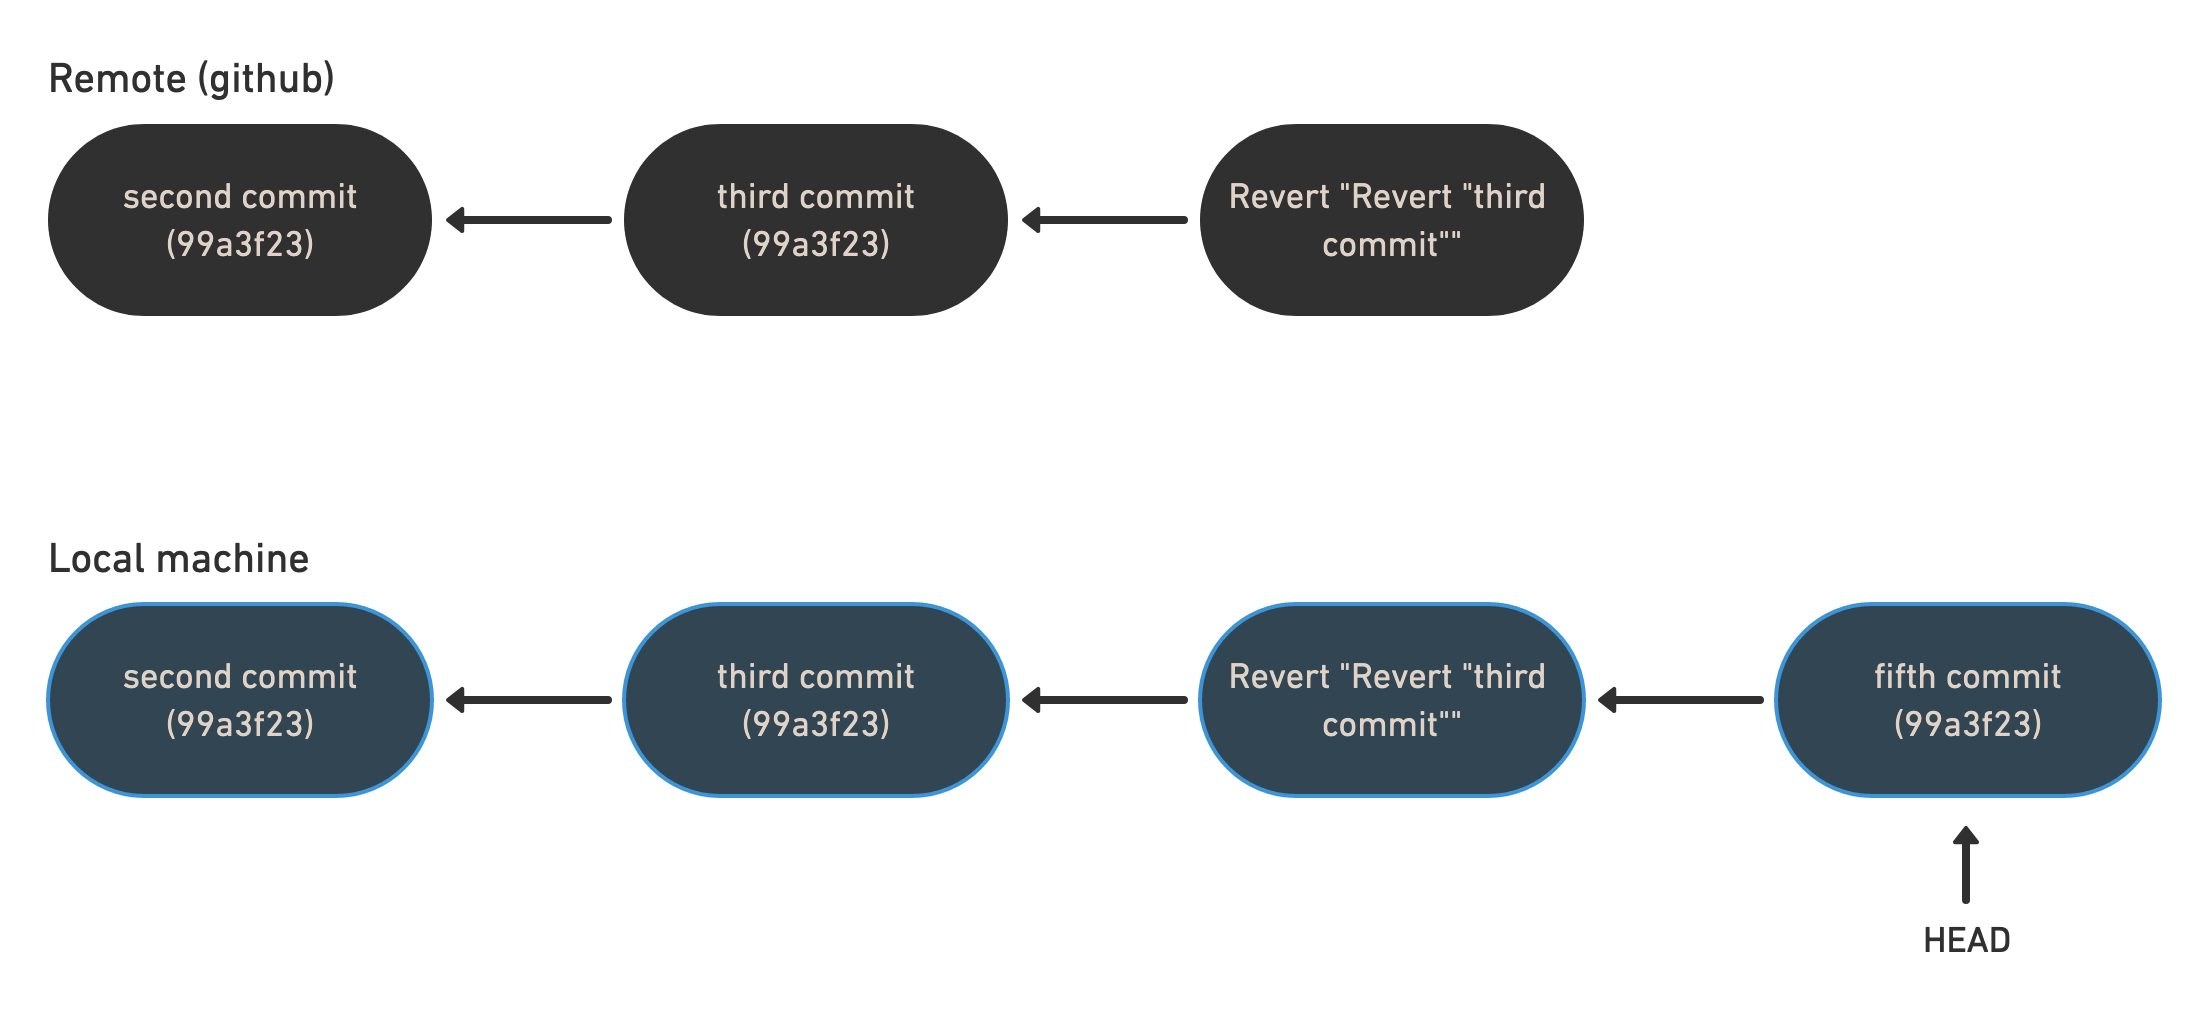 Remote (github)
second commit
(99a3f23)
third commit
(99a3f23)
Revert "Revert "third
commit""
Local machine
second commit
(99a3f23)
third commit
(99a3f23)
Revert "Revert "third
commit""
fifth commit
(99a3f23)
HEAD